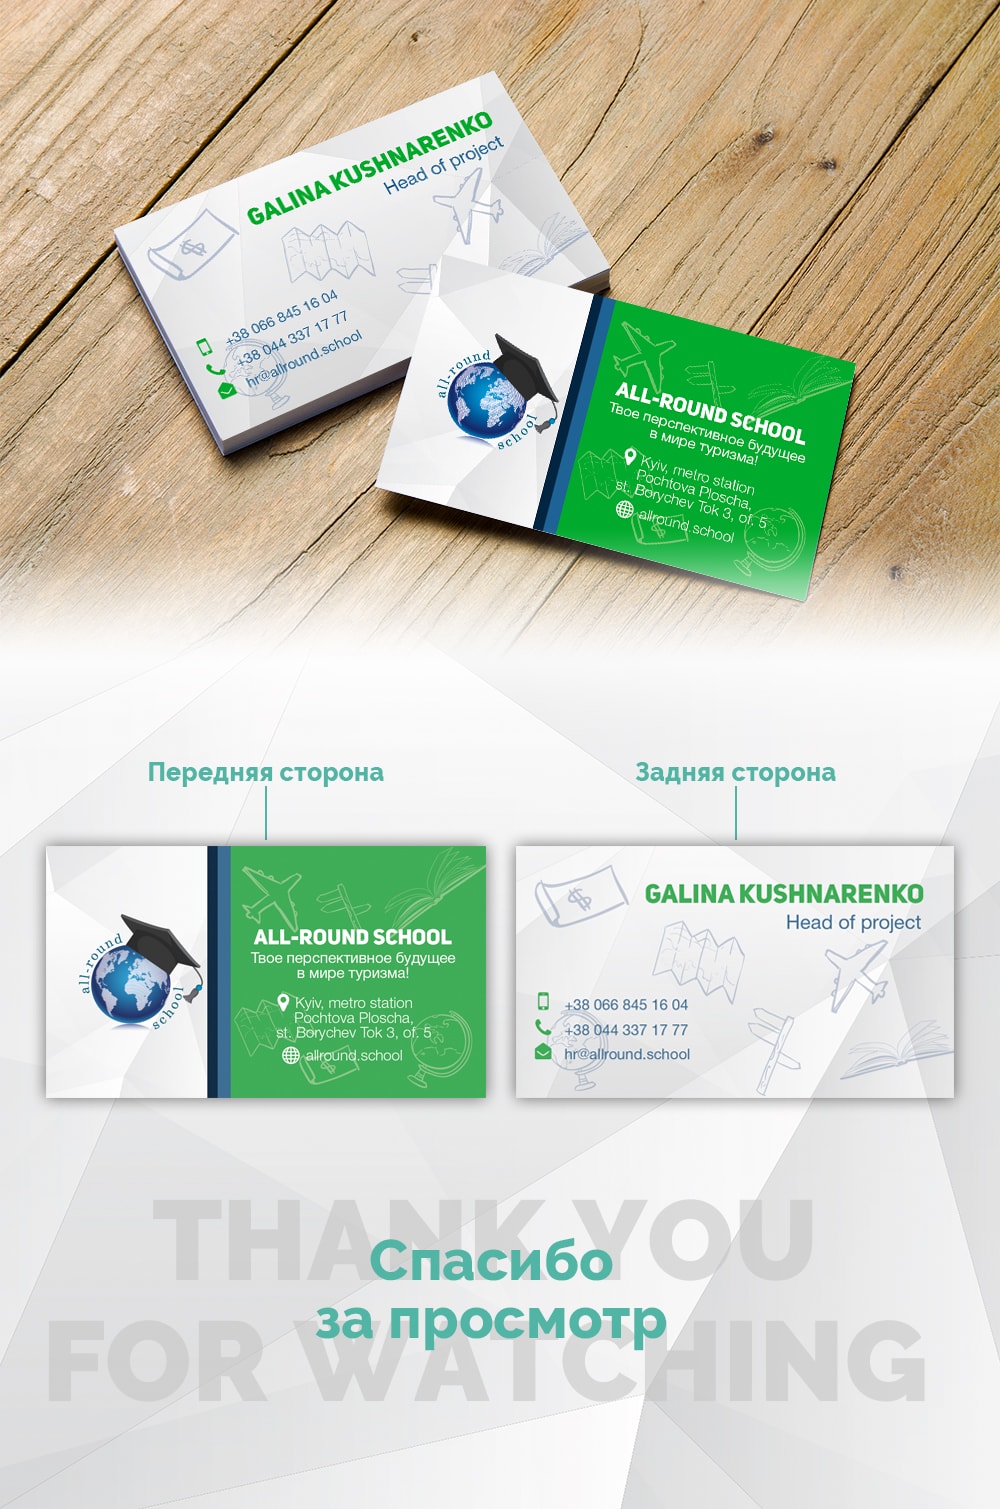 GALINA KUSHNARENKO
Head of project
+38 066 845 16 04
+38 044 337 17 77
hr@allround.school
all-round
school
ALL-ROUND SCHOOL
Твое перспективное будущее
в мире туризма!
Kyiv, metro station
Pochtova Ploscha,
st. Borychev Tok 3, of. 5
allround.school
Передняя сторона
Задняя сторона
all-round
school
ALL-ROUND SCHOOL
Твое перспективное будущее
в мире туризма!
Kyiv, metro station
Pochtova Ploscha,
st. Borychev Tok 3, of. 5
allround.school
GALINA KUSHNARENKO
Head of project
+38 066 845 16 04
+38 044 337 17 77
hr@allround.school
THANK YOU
FOR WATCHING
Спасибо
за просмотр